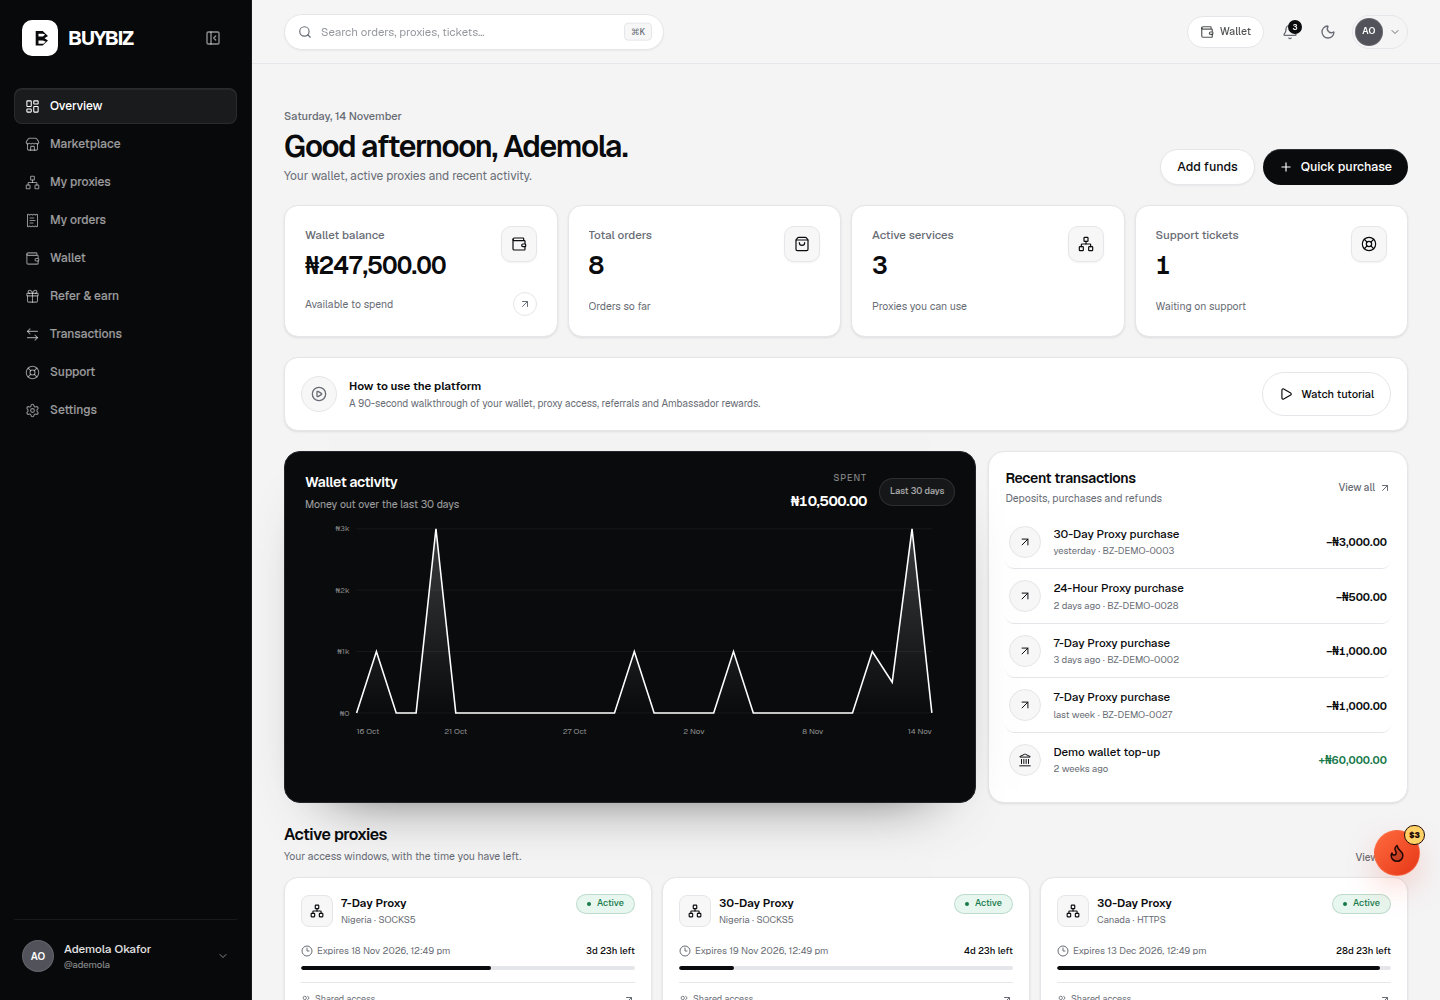 BUYBIZ
Search orders, proxies, tickets...
⌘K
Wallet
3
AO
Overview
Marketplace
My proxies
My orders
Wallet
Refer & earn
Transactions
Support
Settings
AO
Ademola Okafor
@ademola
Saturday, 14 November
Good afternoon, Ademola.
Your wallet, active proxies and recent activity.
Add funds
Quick purchase
Wallet balance
₦247,500.00
Available to spend
Total orders
8
Orders so far
Active services
3
Proxies you can use
Support tickets
1
Waiting on support
How to use the platform
A 90-second walkthrough of your wallet, proxy access, referrals and Ambassador rewards.
Watch tutorial
Wallet activity
Money out over the last 30 days
SPENT
₦10,500.00
Last 30 days
₦3k
₦2k
₦1k
₦0
16 Oct
21 Oct
27 Oct
2 Nov
8 Nov
14 Nov
Recent transactions
Deposits, purchases and refunds
View all
30-Day Proxy purchase
yesterday · BZ-DEMO-0003
−₦3,000.00
24-Hour Proxy purchase
2 days ago · BZ-DEMO-0028
−₦500.00
7-Day Proxy purchase
3 days ago · BZ-DEMO-0002
−₦1,000.00
7-Day Proxy purchase
last week · BZ-DEMO-0027
−₦1,000.00
Demo wallet top-up
2 weeks ago
+₦60,000.00
Active proxies
Your access windows, with the time you have left.
View
$3
7-Day Proxy
Nigeria · SOCKS5
Active
Expires 18 Nov 2026, 12:49 pm
3d 23h left
Shared access
30-Day Proxy
Nigeria · SOCKS5
Active
Expires 19 Nov 2026, 12:49 pm
4d 23h left
Shared access
30-Day Proxy
Canada · HTTPS
Active
Expires 13 Dec 2026, 12:49 pm
28d 23h left
Shared access